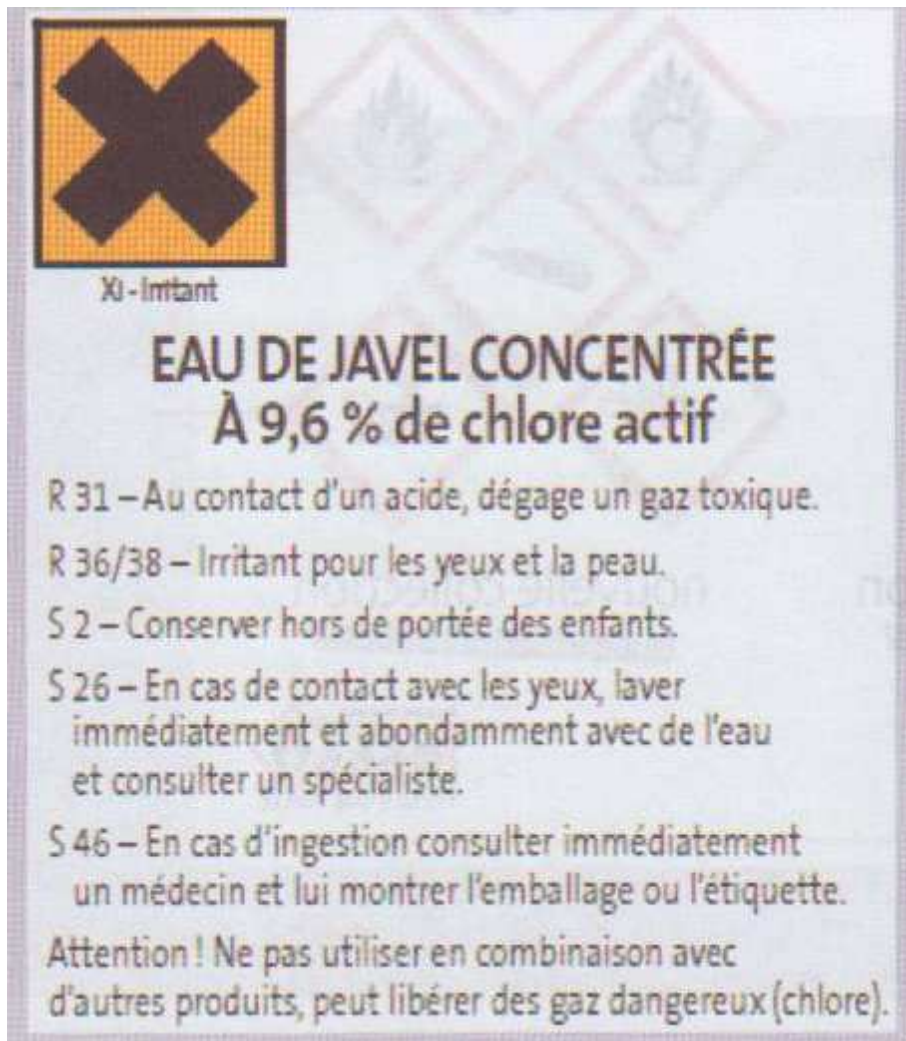 Xi - Irritant
EAU DE JAVEL CONCENTRÉE
À 9,6 % de chlore actif
R 31 – Au contact d'un acide, dégage un gaz toxique.
R 36/38 – Irritant pour les yeux et la peau.
S 2 – Conserver hors de portée des enfants.
S 26 – En cas de contact avec les yeux, laver
immédiatement et abondamment avec de l'eau
et consulter un spécialiste.
S 46 – En cas d'ingestion consulter immédiatement
un médecin et lui montrer l'emballage ou l'étiquette.
Attention ! Ne pas utiliser en combinaison avec
d'autres produits, peut libérer des gaz dangereux (chlore).